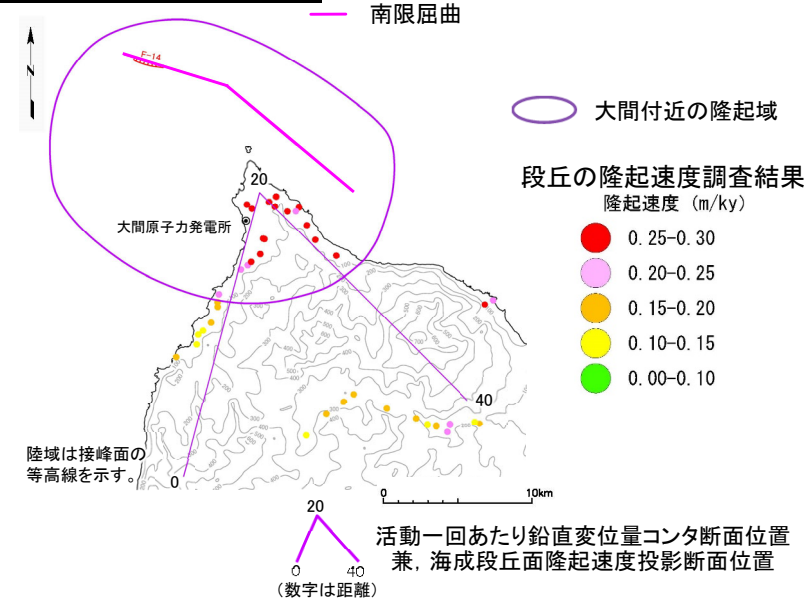 南限屈曲
N
F-14
大間付近の隆起域
段丘の隆起速度調査結果
隆起速度 (m/ky)
0.25-0.30
0.20-0.25
0.15-0.20
0.10-0.15
0.00-0.10
20
大間原子力発電所
40
0
陸域は接峰面の
等高線を示す。
0 10km
20
0 40
(数字は距離)
活動一回あたり鉛直変位量コンタ断面位置
兼，海成段丘面隆起速度投影断面位置